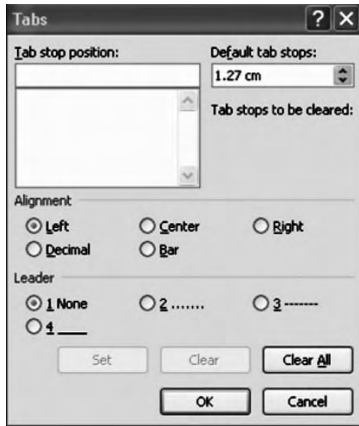 Tabs
Tab stop position: Default tab stops:
1.27 cm
Tab stops to be cleared:
Alignment
Left Center Right
Decimal Bar
Leader
1 None 2 ....... 3 -------
4 ____
Set Clear Clear All
OK Cancel